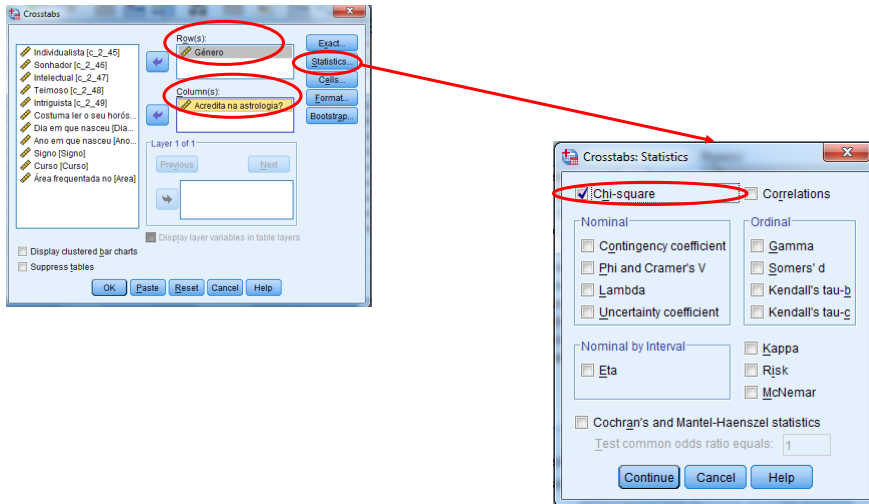 Crosstabs
Individualista [c_2_45]
Sonhador [c_2_46]
Intelectual [c_2_47]
Teimoso [c_2_48]
Intriguista [c_2_49]
Costuma ler o seu horós...
Dia em que nasceu [Dia...
Ano em que nasceu [Ano...
Signo [Signo]
Curso [Curso]
Área frequentada no [Area]
Row(s):
Género
Column(s):
Acredita na astrologia?
Layer 1 of 1
Previous
Next
Display layer variables in table layers
Exact...
Statistics...
Cells...
Format...
Bootstrap...
Display clustered bar charts
Suppress tables
OK Paste Reset Cancel Help
Crosstabs: Statistics
Chi-square
Correlations
Nominal
Contingency coefficient
Phi and Cramer's V
Lambda
Uncertainty coefficient
Ordinal
Gamma
Somers' d
Kendall's tau-b
Kendall's tau-c
Nominal by Interval
Eta
Kappa
Risk
McNemar
Cochran's and Mantel-Haenszel statistics
Test common odds ratio equals: 1
Continue Cancel Help